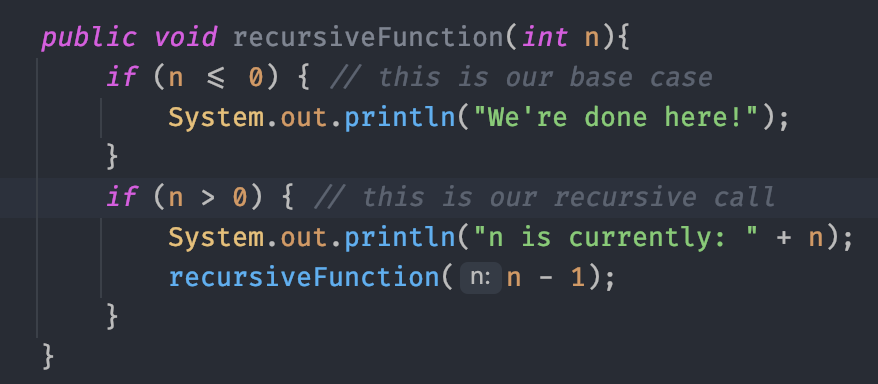 public void recursiveFunction(int n){
if (n ≤ 0) { // this is our base case
System.out.println("We're done here!");
}
if (n > 0) { // this is our recursive call
System.out.println("n is currently: " + n);
recursiveFunction( n: n - 1);
}
}